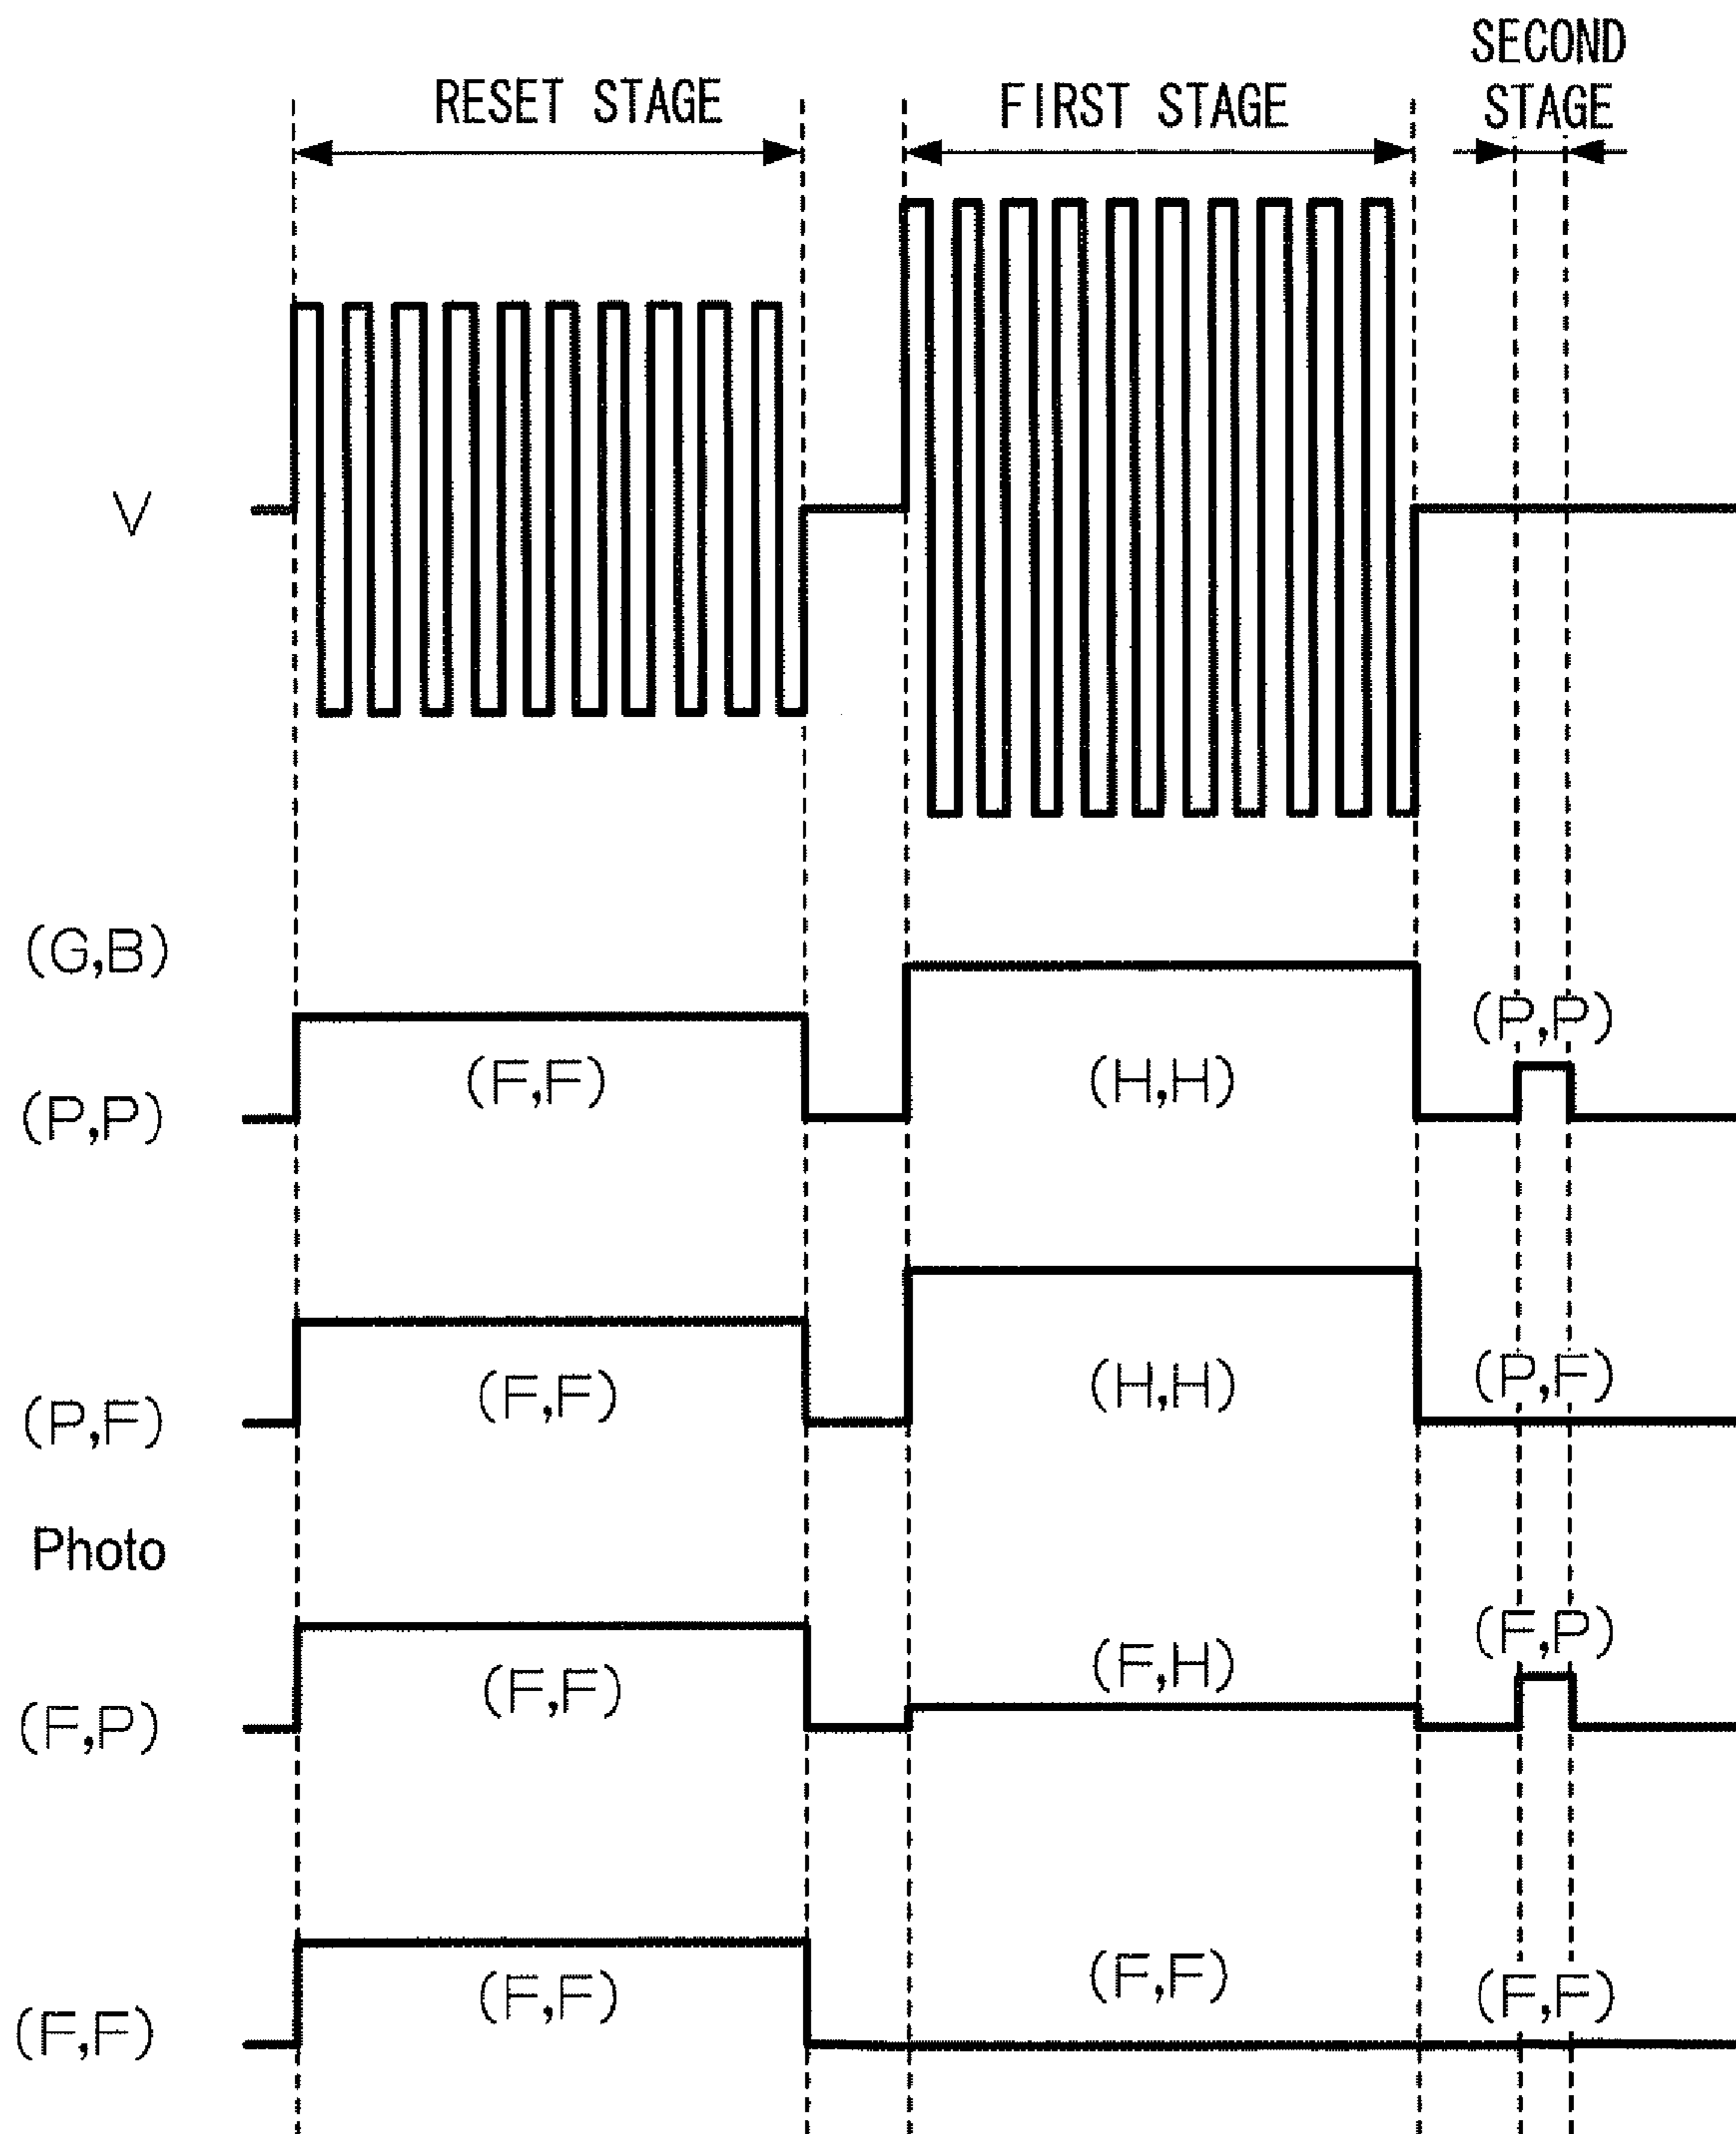 SECOND
RESET STAGE FIRST STAGE STAGE
V
(G,B)
(P,P)
(F,F) (H,H)
(P,P)
(P,F)
(F,F) (H,H)
(P,F)
Photo
(F,P)
(F,F) (F,H)
(F,P)
(F,F) (F,F) (F,F)
(F,F)